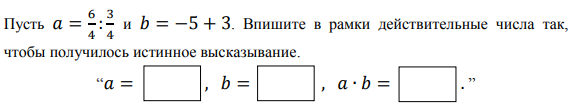 Пусть a = 6/4 : 3/4 и b = −5 + 3. Впишите в рамки действительные числа так,
чтобы получилось истинное высказывание.
“a = , b = , a · b = .”